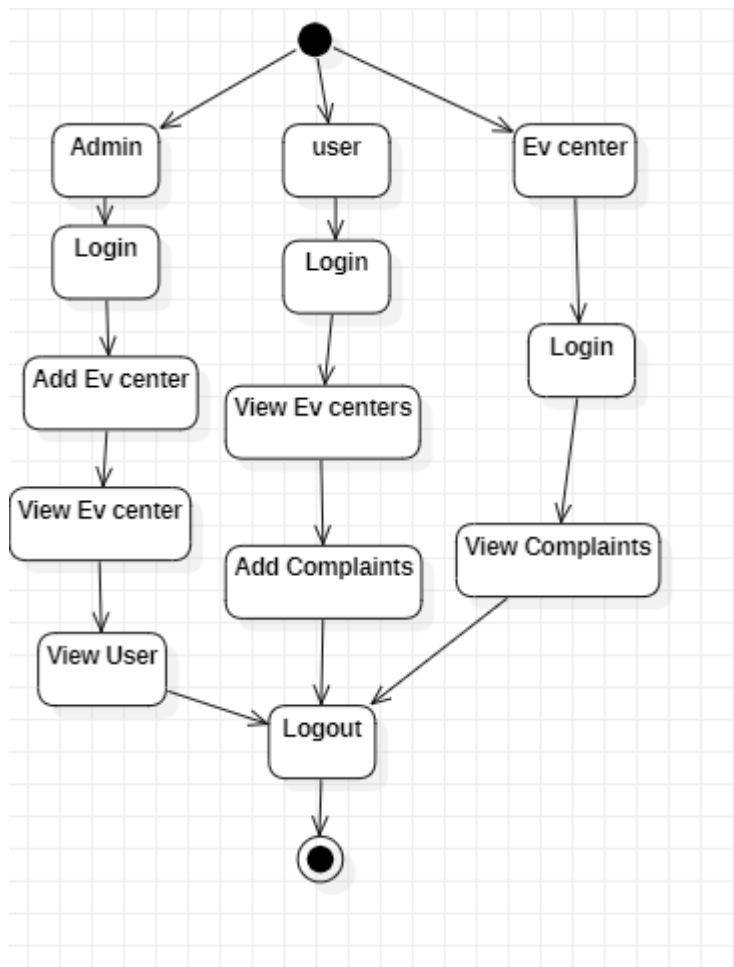 Admin
user
Ev center
Login
Login
Login
Add Ev center
View Ev centers
View Ev center
Add Complaints
View Complaints
View User
Logout